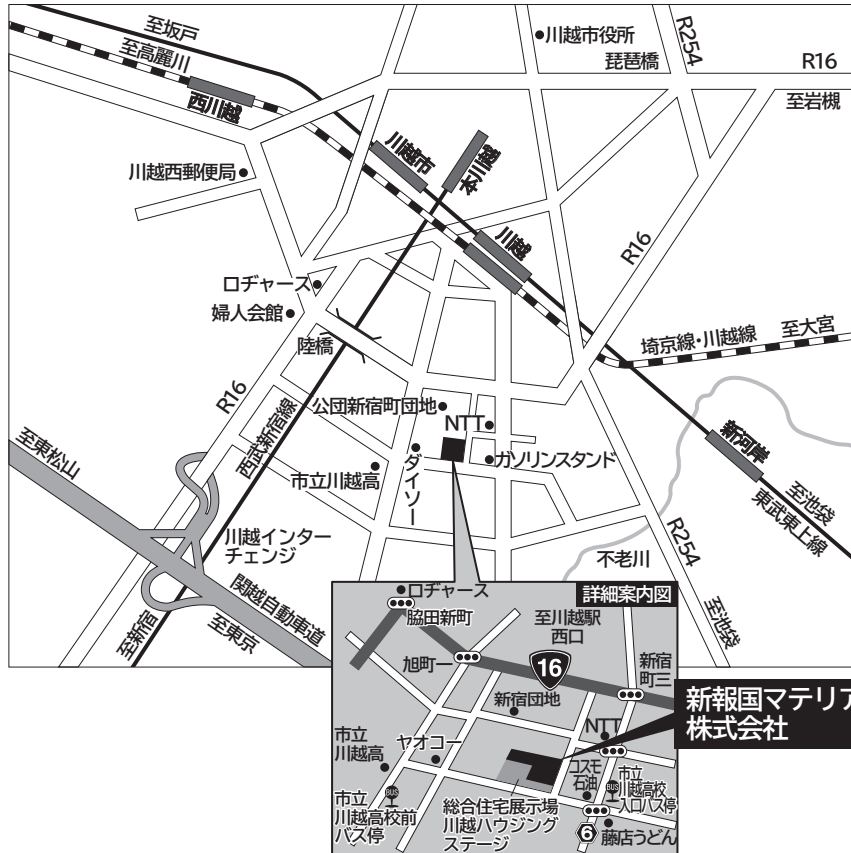 至坂戸
至高麗川
西川越
川越市役所
琵琶橋
R254
R16
至岩槻
川越市
本川越
川越西郵便局
川越
R16
ロヂャース
婦人会館
陸橋
埼京線・川越線
至大宮
R16
西武新宿線
公団新宿町団地
NTT
ダイソー
ガソリンスタンド
市立川越高
新河岸
至池袋
東武東上線
至東松山
川越インター
チェンジ
関越自動車道
至東京
至新宿
不老川
R254
至池袋
詳細案内図
ロヂャース
脇田新町
至川越駅
西口
旭町一
16
新宿
町三
新宿団地
NTT
新報国マテリア
株式会社
市立
川越高
ヤオコー
コスモ
石油
BUS
市立
川越高校
入口バス停
BUS
市立
川越高校前
バス停
総合住宅展示場
川越ハウジング
ステージ
6
藤店うどん